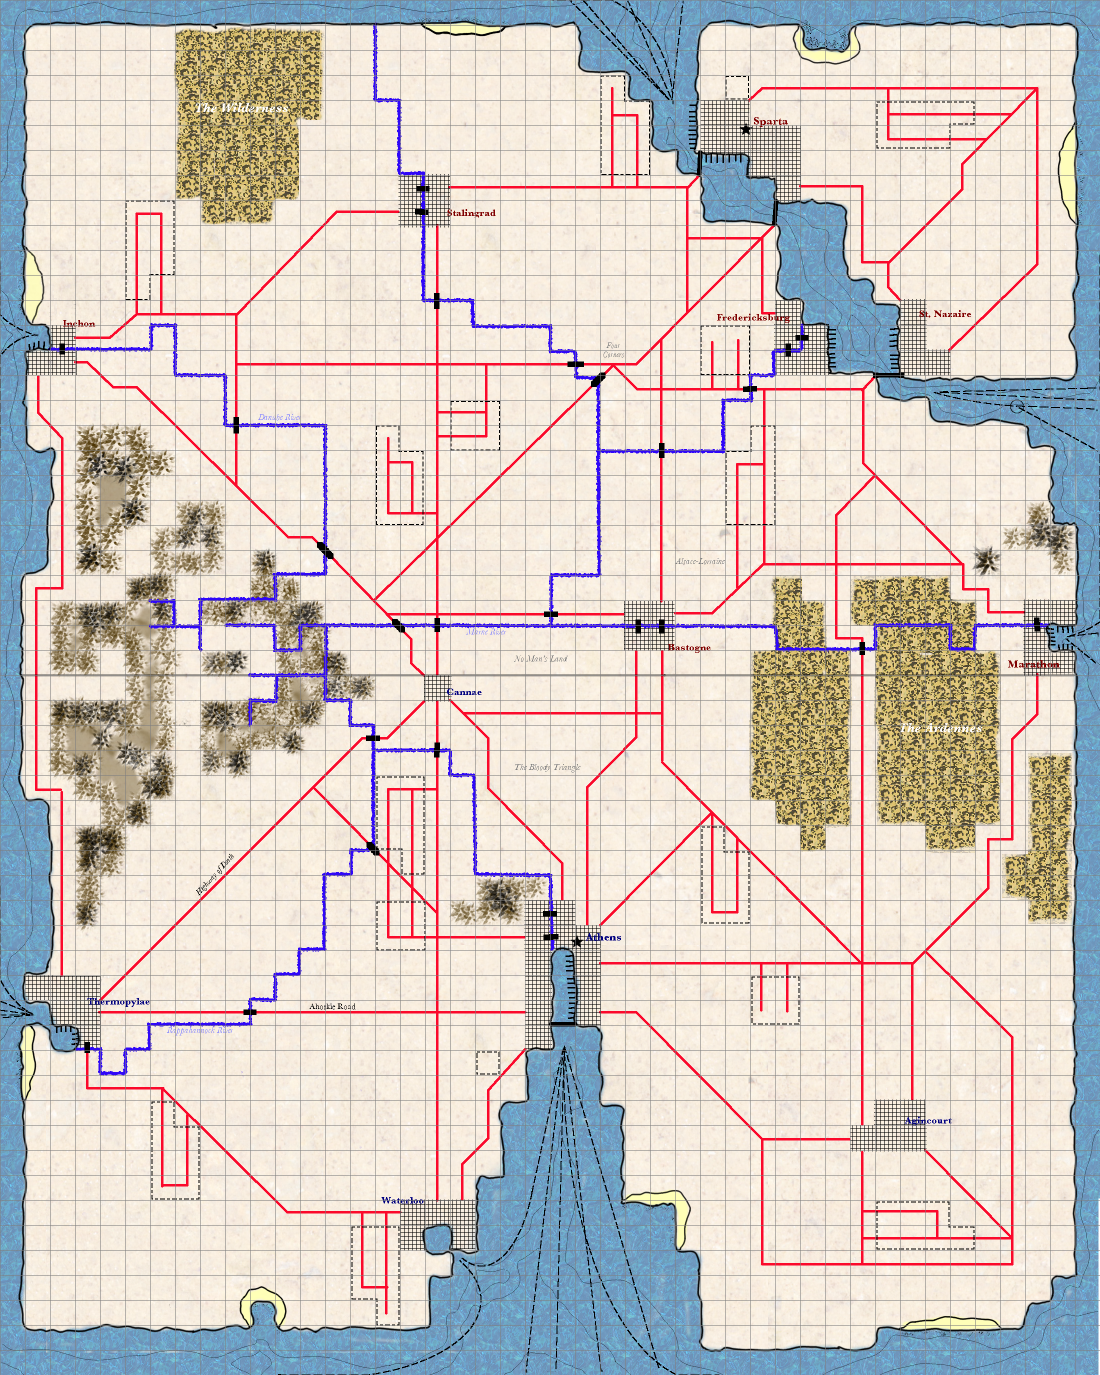 The Wilderness
Sparta
Stalingrad
Inchon
St. Nazaire
Fredericksburg
Four
Corners
Danube River
Alsace-Lorraine
Marne River
Bastogne
No Man's Land
Marathon
Cannae
The Ardennes
The Bloody Triangle
Highway of Death
Athens
Thermopylae
Ahoskie Road
Rappahannock River
Agincourt
Waterloo